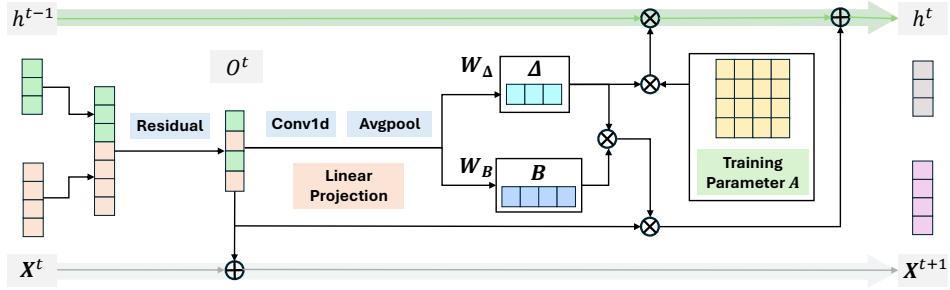 h^{t-1}
h^t
O^t
W_Δ
Δ
Residual
Conv1d
Avgpool
Linear
Projection
W_B
B
Training
Parameter A
X^t
X^{t+1}